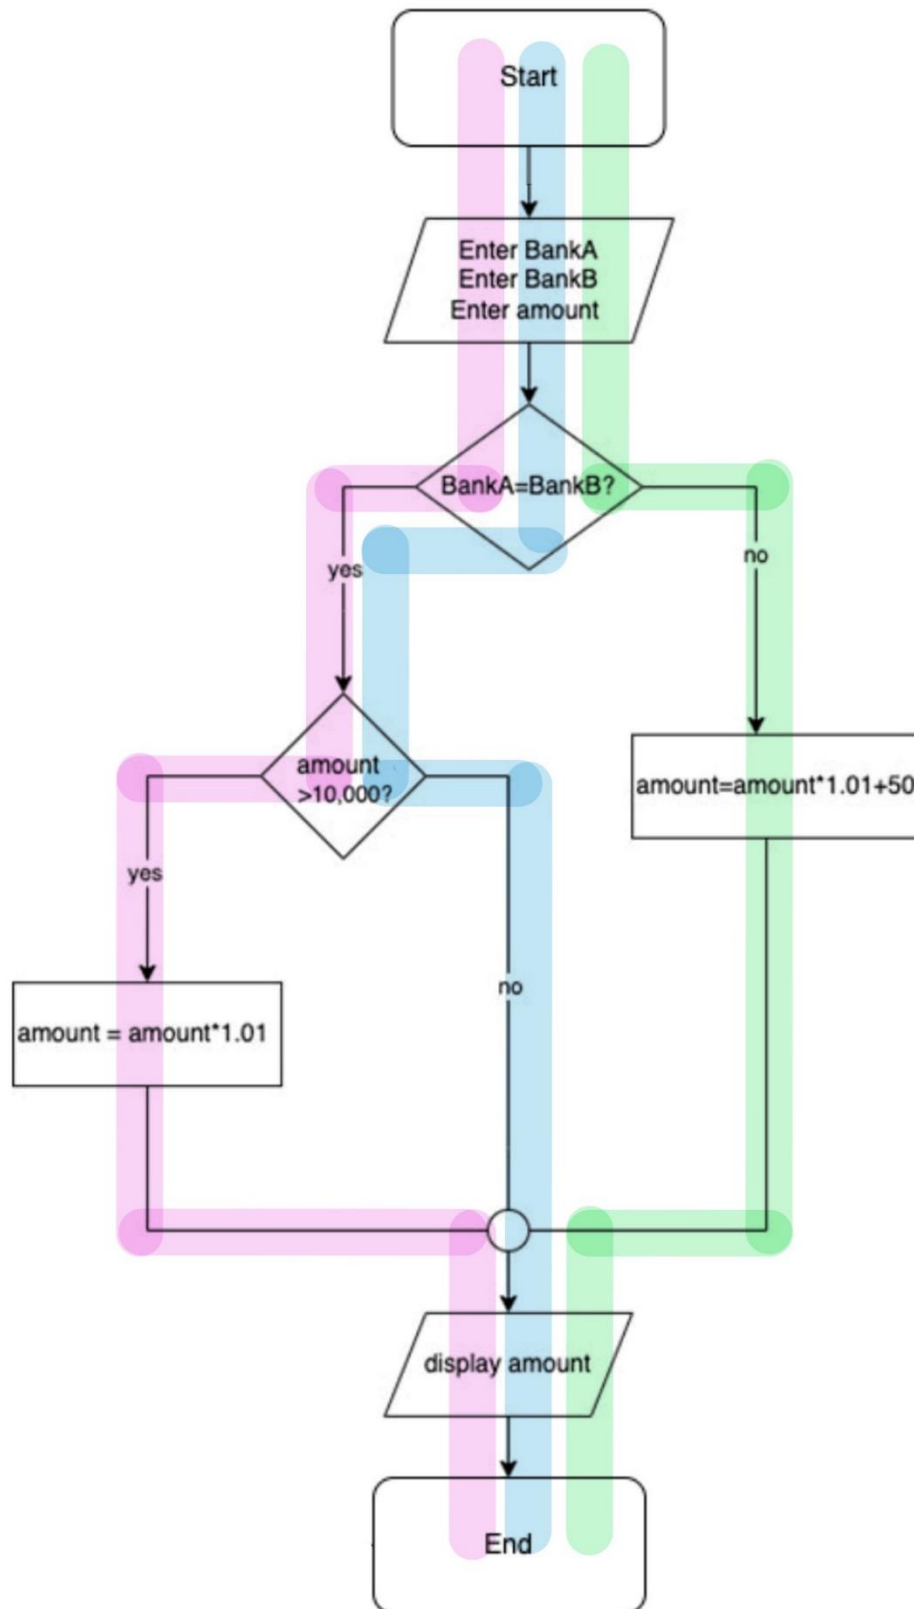 Start
Enter BankA
Enter BankB
Enter amount
BankA=BankB?
yes
no
amount
>10,000?
amount=amount*1.01+50
yes
no
amount = amount*1.01
display amount
End